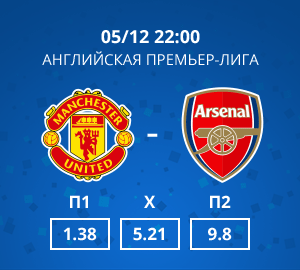 05/12 22:00
АНГЛИЙСКАЯ ПРЕМЬЕР-ЛИГА
MANCHESTER
UNITED
Arsenal
-
П1 X П2
1.38 5.21 9.8